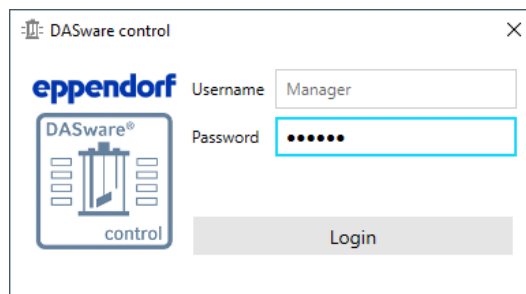 DASware control
eppendorf
Username Manager
DASware®
Password ••••••
control
Login